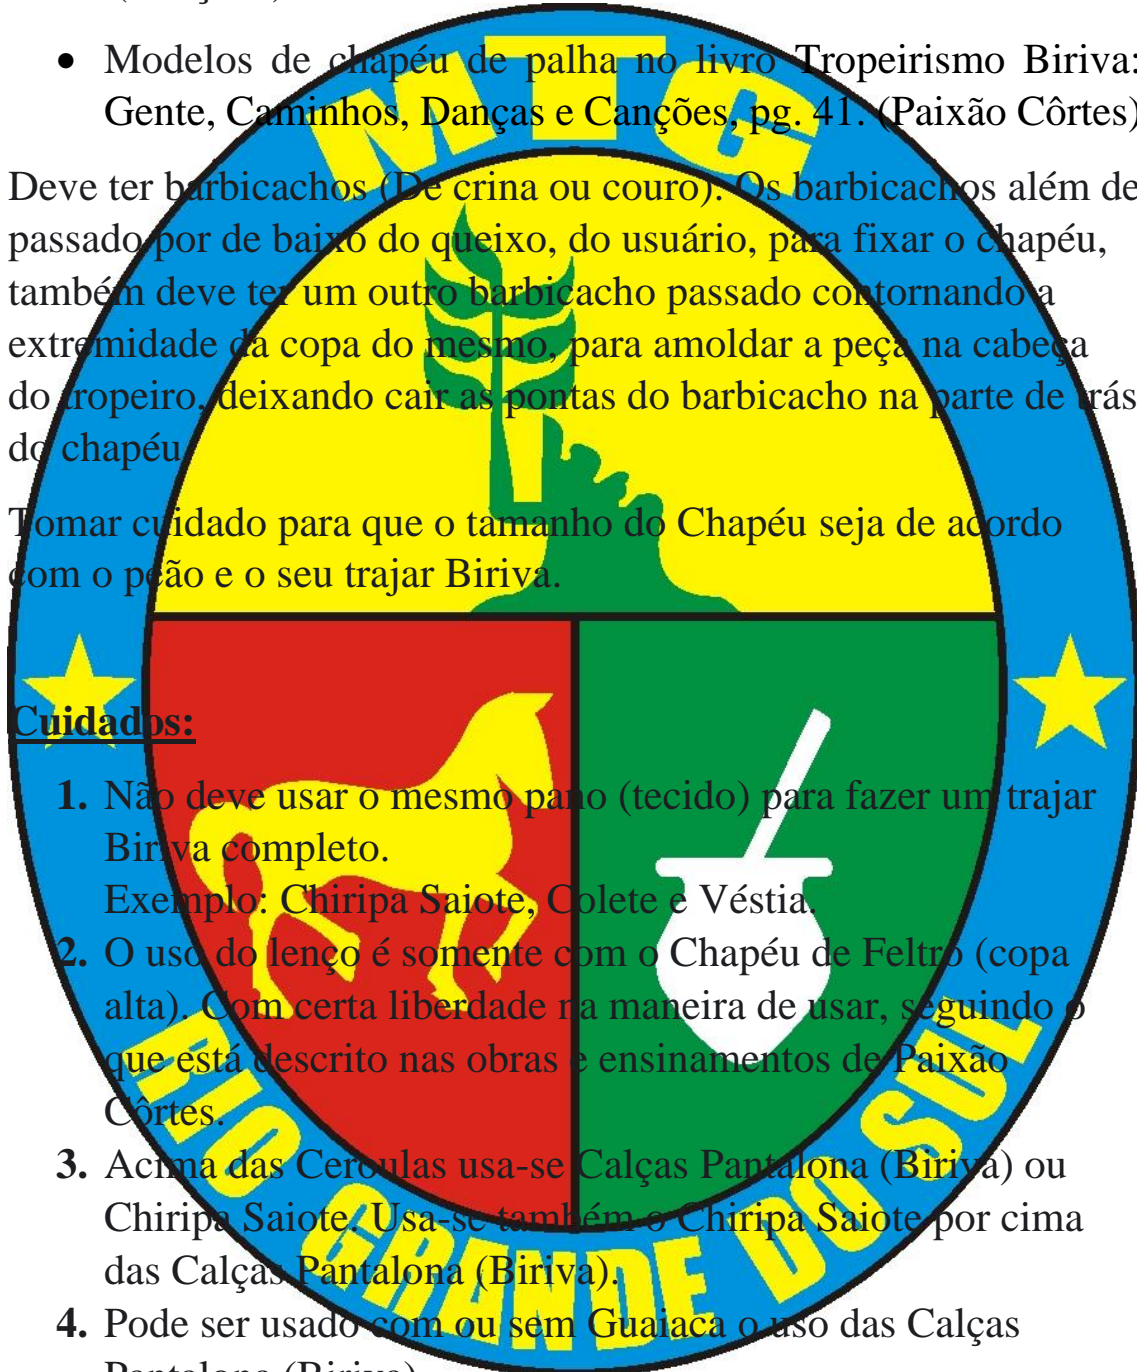 • Modelos de chapéu de palha no livro Tropeirismo Biriva:
Gente, Caminhos, Danças e Canções, pg. 41. (Paixão Côrtes)
Deve ter barbicachos (De crina ou couro). Os barbicachos além de
passado por de baixo do queixo, do usuário, para fixar o chapéu,
também deve ter um outro barbicacho passado contornando a
extremidade da copa do mesmo, para amoldar a peça na cabeça
do tropeiro, deixando cair as pontas do barbicacho na parte de trás
do chapéu.
Tomar cuidado para que o tamanho do Chapéu seja de acordo
com o peão e o seu trajar Biriva.
Cuidados:
1. Não deve usar o mesmo pano (tecido) para fazer um trajar
Biriva completo.
Exemplo: Chiripa Saiote, Colete e Véstia.
2. O uso do lenço é somente com o Chapéu de Feltro (copa
alta). Com certa liberdade na maneira de usar, seguindo o
que está descrito nas obras e ensinamentos de Paixão
Côrtes.
3. Acima das Ceroulas usa-se Calças Pantalona (Biriva) ou
Chiripa Saiote. Usa-se também o Chiripa Saiote por cima
das Calças Pantalona (Biriva).
4. Pode ser usado com ou sem Guaiaca o uso das Calças
Pantalona (Biriva)
MTG
RIO GRANDE DO SUL